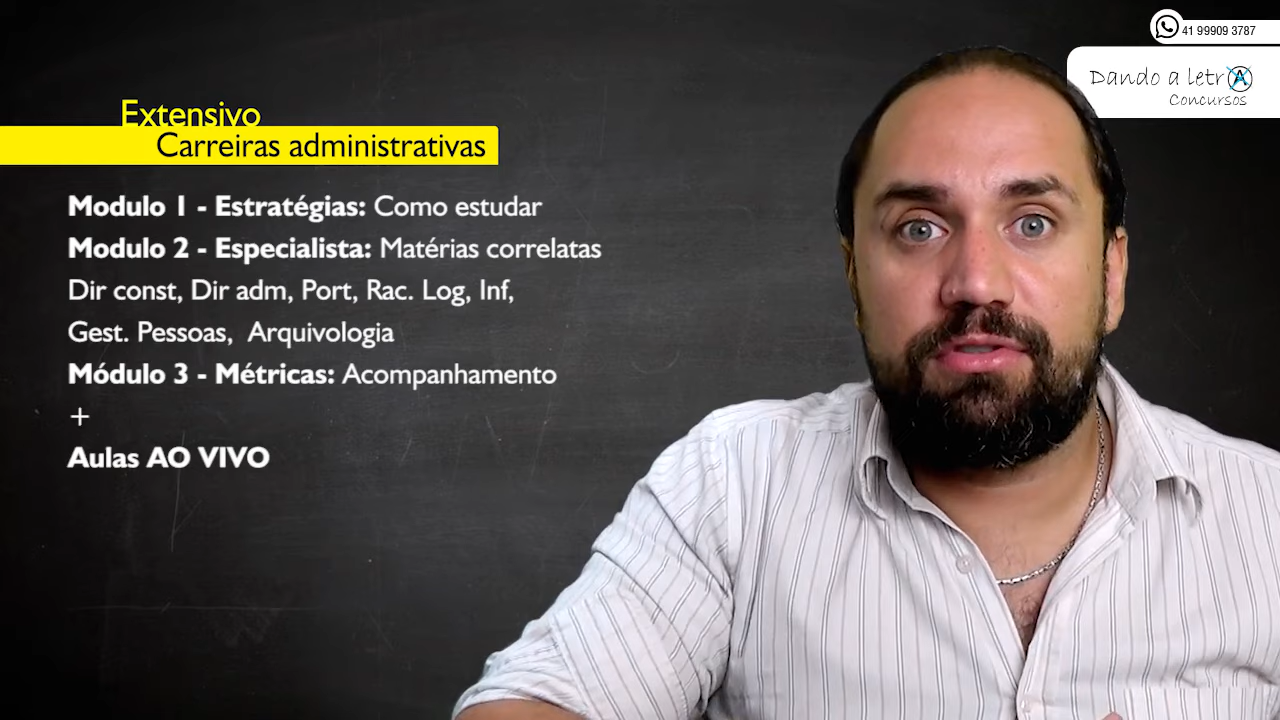 41 99909 3787
Dando a letrA
Concursos
Extensivo
Carreiras administrativas
Modulo 1 - Estratégias: Como estudar
Modulo 2 - Especialista: Matérias correlatas
Dir const, Dir adm, Port, Rac. Log, Inf,
Gest. Pessoas, Arquivologia
Módulo 3 - Métricas: Acompanhamento
+
Aulas AO VIVO